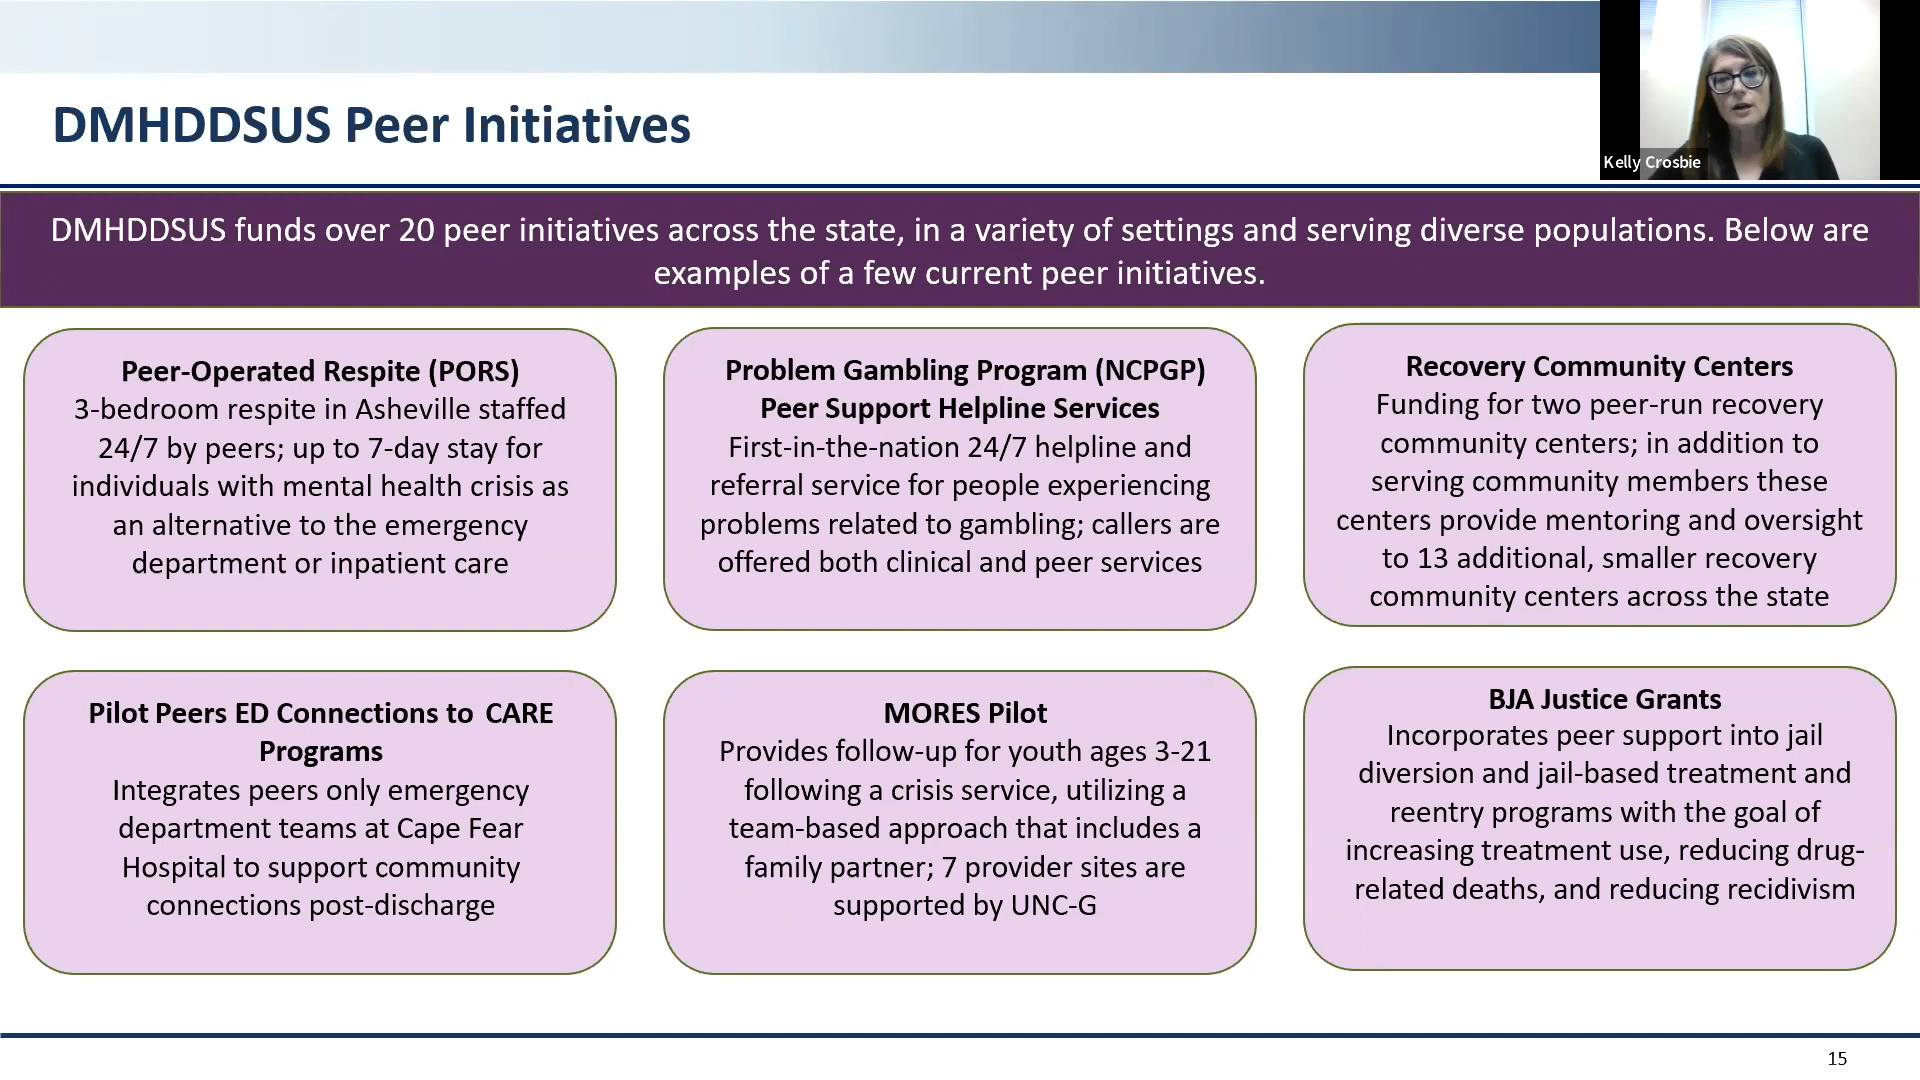 DMHDDSUS Peer Initiatives
Kelly Crosbie
DMHDDSUS funds over 20 peer initiatives across the state, in a variety of settings and serving diverse populations. Below are
examples of a few current peer initiatives.
Peer-Operated Respite (PORS)
3-bedroom respite in Asheville staffed
24/7 by peers; up to 7-day stay for
individuals with mental health crisis as
an alternative to the emergency
department or inpatient care
Problem Gambling Program (NCPGP)
Peer Support Helpline Services
First-in-the-nation 24/7 helpline and
referral service for people experiencing
problems related to gambling; callers are
offered both clinical and peer services
Recovery Community Centers
Funding for two peer-run recovery
community centers; in addition to
serving community members these
centers provide mentoring and oversight
to 13 additional, smaller recovery
community centers across the state
Pilot Peers ED Connections to CARE
Programs
Integrates peers only emergency
department teams at Cape Fear
Hospital to support community
connections post-discharge
MORES Pilot
Provides follow-up for youth ages 3-21
following a crisis service, utilizing a
team-based approach that includes a
family partner; 7 provider sites are
supported by UNC-G
BJA Justice Grants
Incorporates peer support into jail
diversion and jail-based treatment and
reentry programs with the goal of
increasing treatment use, reducing drug-
related deaths, and reducing recidivism
15